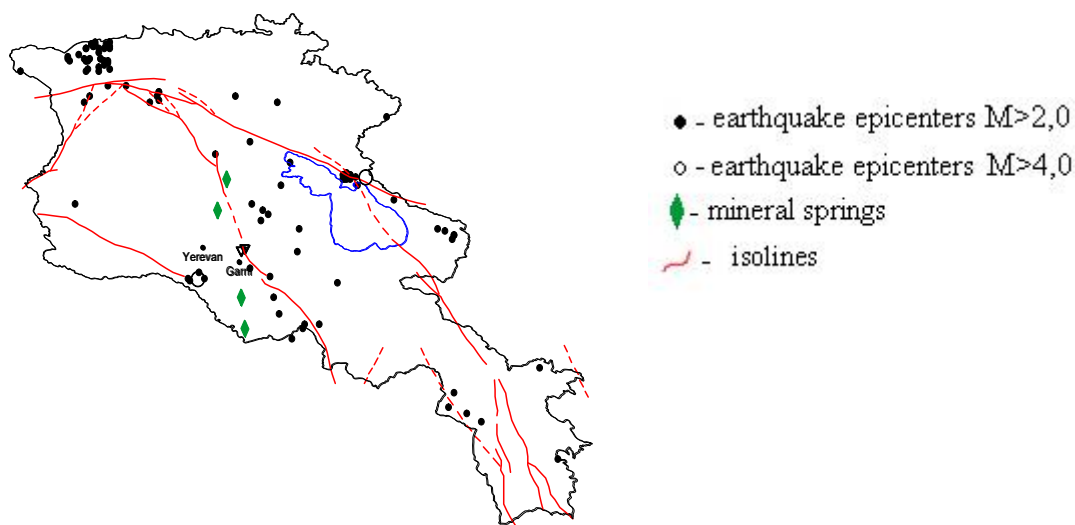 ● - earthquake epicenters M>2,0
○ - earthquake epicenters M>4,0
- mineral springs
- isolines
Yerevan
Garni